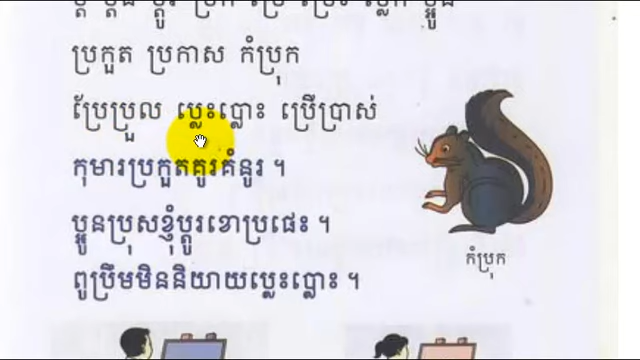 ប្រកួត ប្រកាស កំប្រុក
ប្រែប្រួល ប្លេះប្លោះ ប្រើប្រាស់
កុមារប្រកួតគូរគំនូរ ។
ប្អូនប្រុសខ្ញុំប្ដូរខោប្រផេះ ។
ពូប្រឹមមិននិយាយប្លេះប្លោះ ។
កំប្រុក